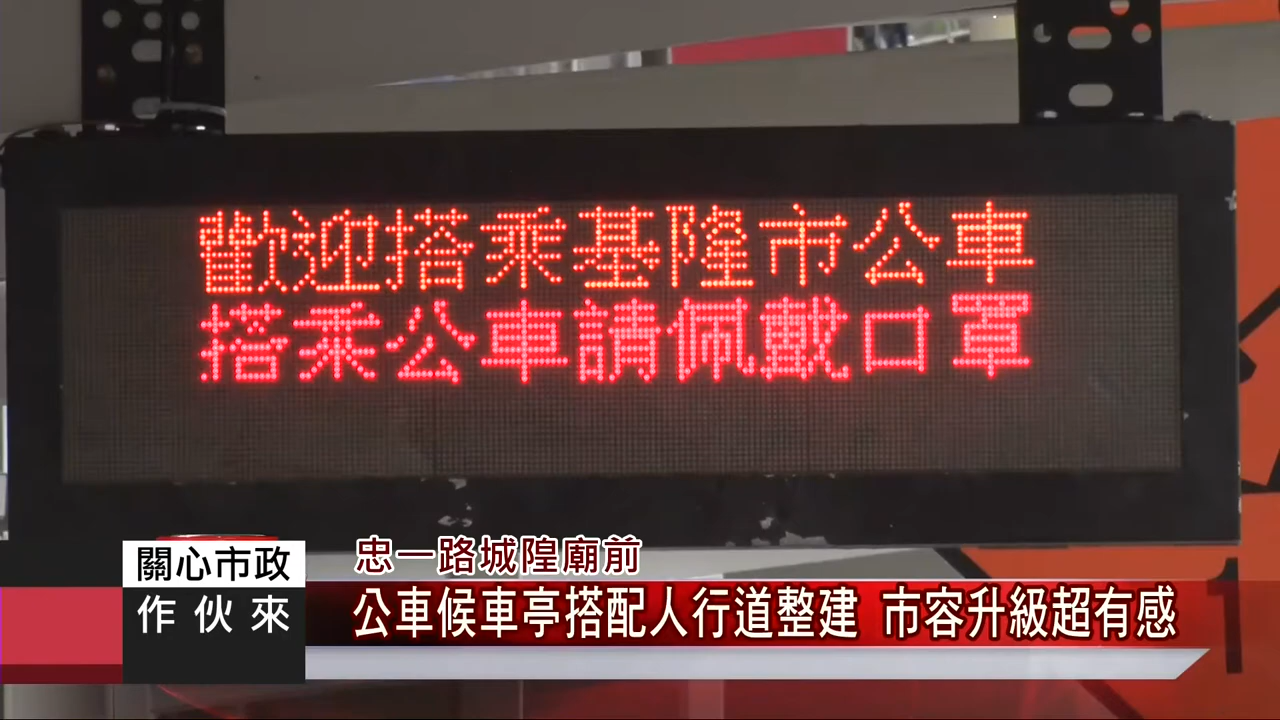 歡迎搭乘基隆市公車
搭乘公車請佩戴口罩
關心市政
作伙來
忠一路城隍廟前
公車候車亭搭配人行道整建 市容升級超有感
1